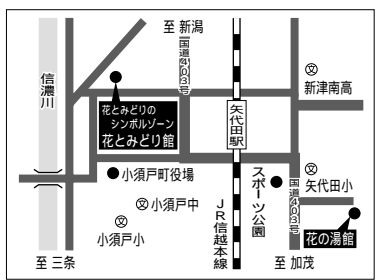 至 新潟
国道403号
信濃川
新津南高
花とみどりの
シンボルゾーン
花とみどり館
矢代田駅
小須戸町役場
スポーツ公園
国道403号
矢代田小
小須戸中
小須戸小
JR信越本線
花の湯館
至 三条
至 加茂
文
文
文
文